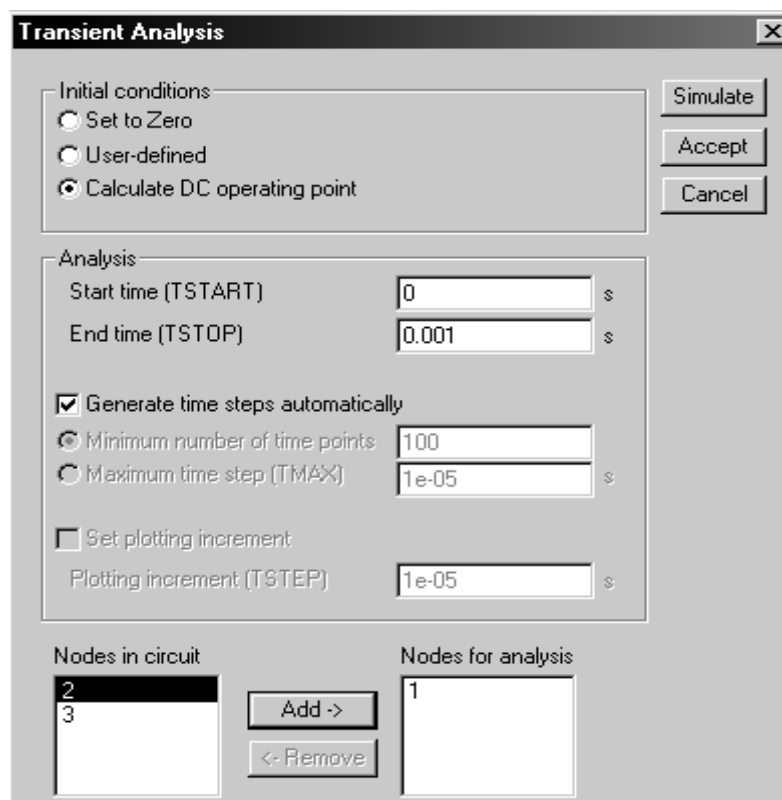 Transient Analysis
Initial conditions
Set to Zero
User-defined
Calculate DC operating point
Simulate
Accept
Cancel
Analysis
Start time (TSTART) 0 s
End time (TSTOP) 0.001 s
Generate time steps automatically
Minimum number of time points 100
Maximum time step (TMAX) 1e-05 s
Set plotting increment
Plotting increment (TSTEP) 1e-05 s
Nodes in circuit
2
3
Add ->
<- Remove
Nodes for analysis
1